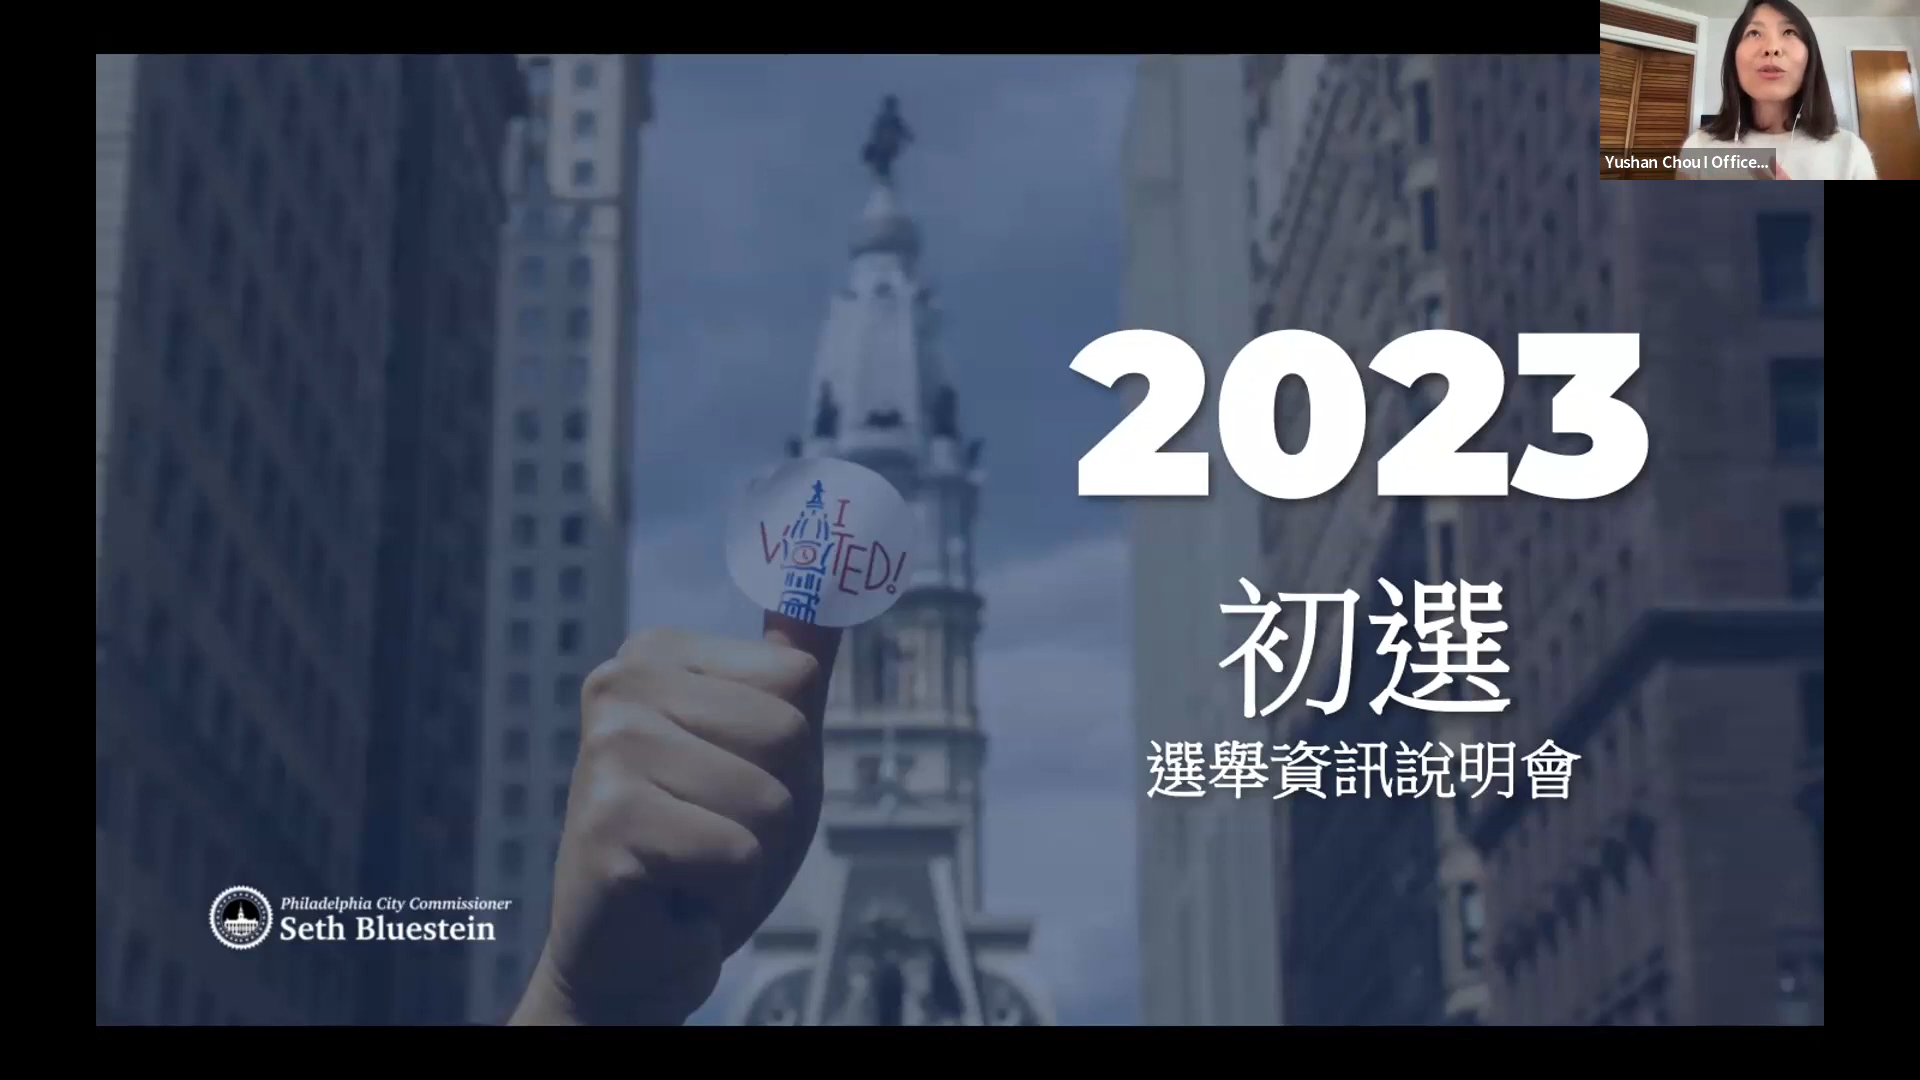 Yushan Chou I Office...
2023
初選
選舉資訊說明會
I
VOTED!
Philadelphia City Commissioner
Seth Bluestein